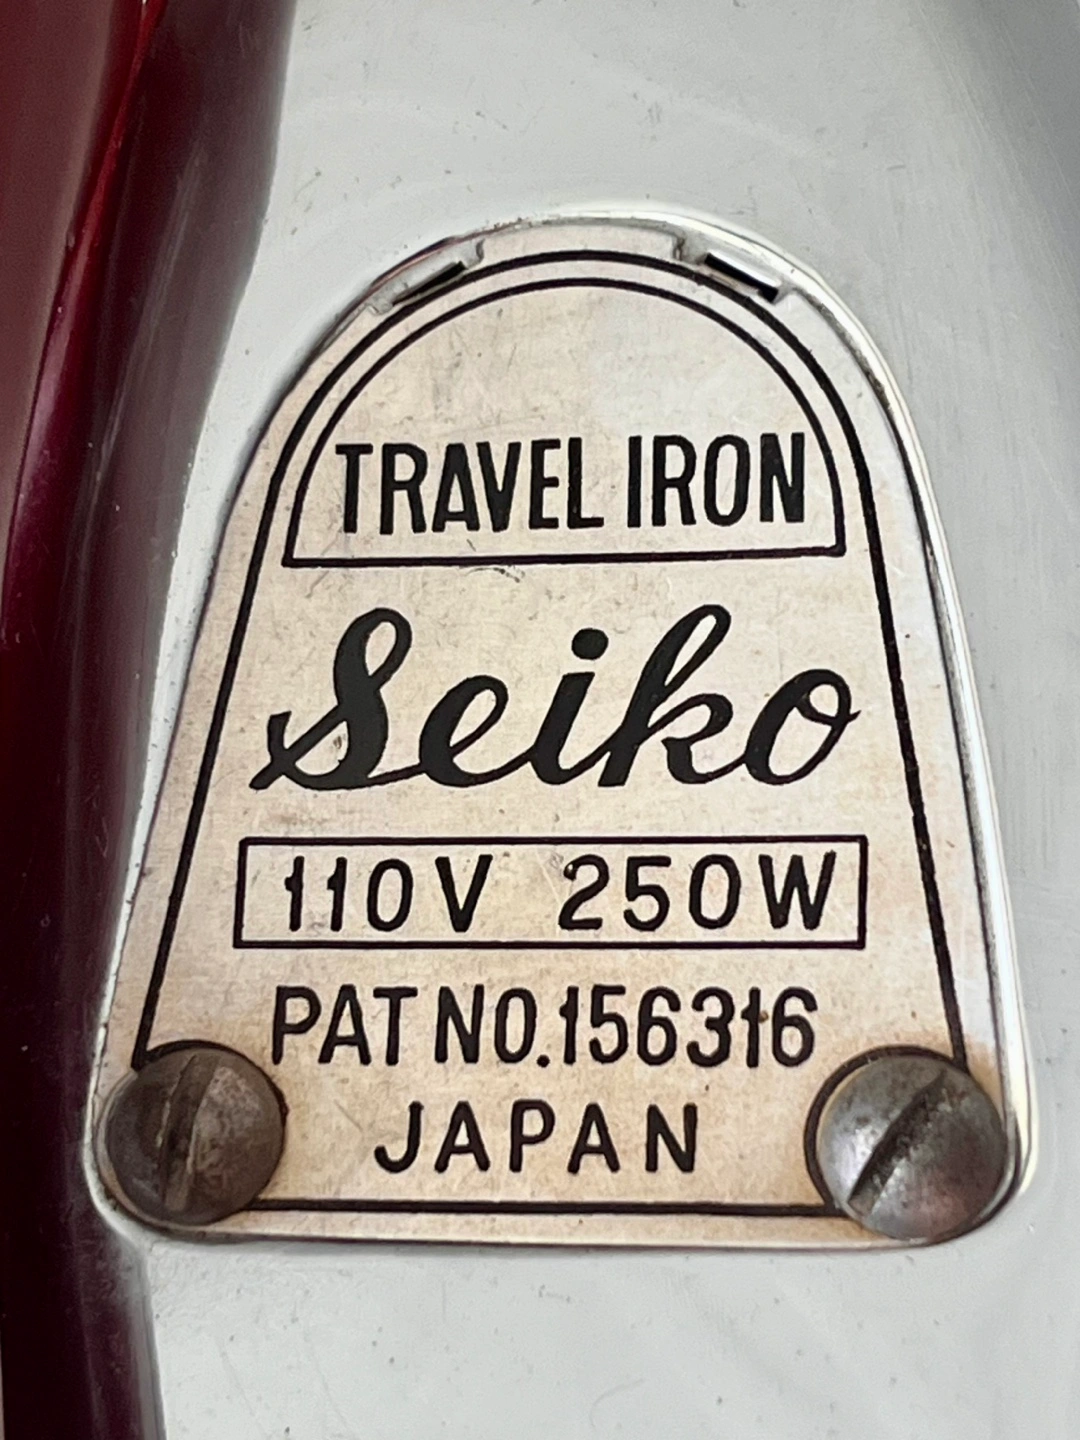 TRAVEL IRON
Seiko
110V 250W
PAT NO.156316
JAPAN